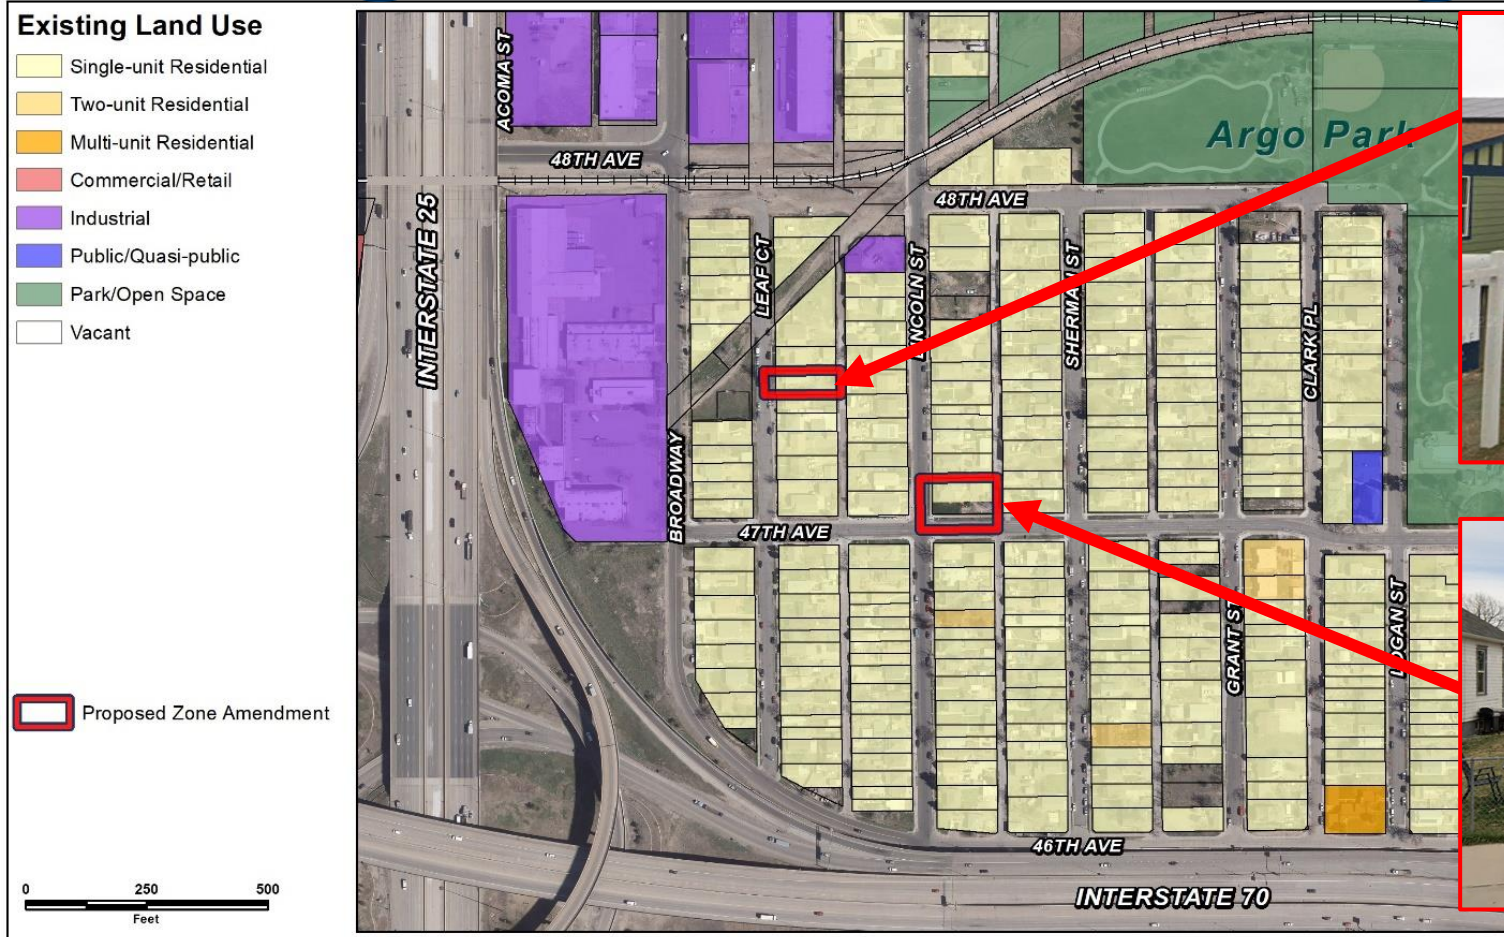 Existing Land Use
Single-unit Residential
Two-unit Residential
Multi-unit Residential
Commercial/Retail
Industrial
Public/Quasi-public
Park/Open Space
Vacant
Proposed Zone Amendment
0 250 500
Feet
ACOMA ST
48TH AVE
Argo Park
48TH AVE
INTERSTATE 25
LEAF CT
LINCOLN ST
SHERMAN ST
CLARK PL
BROADWAY
47TH AVE
GRANT ST
LOGAN ST
46TH AVE
INTERSTATE 70